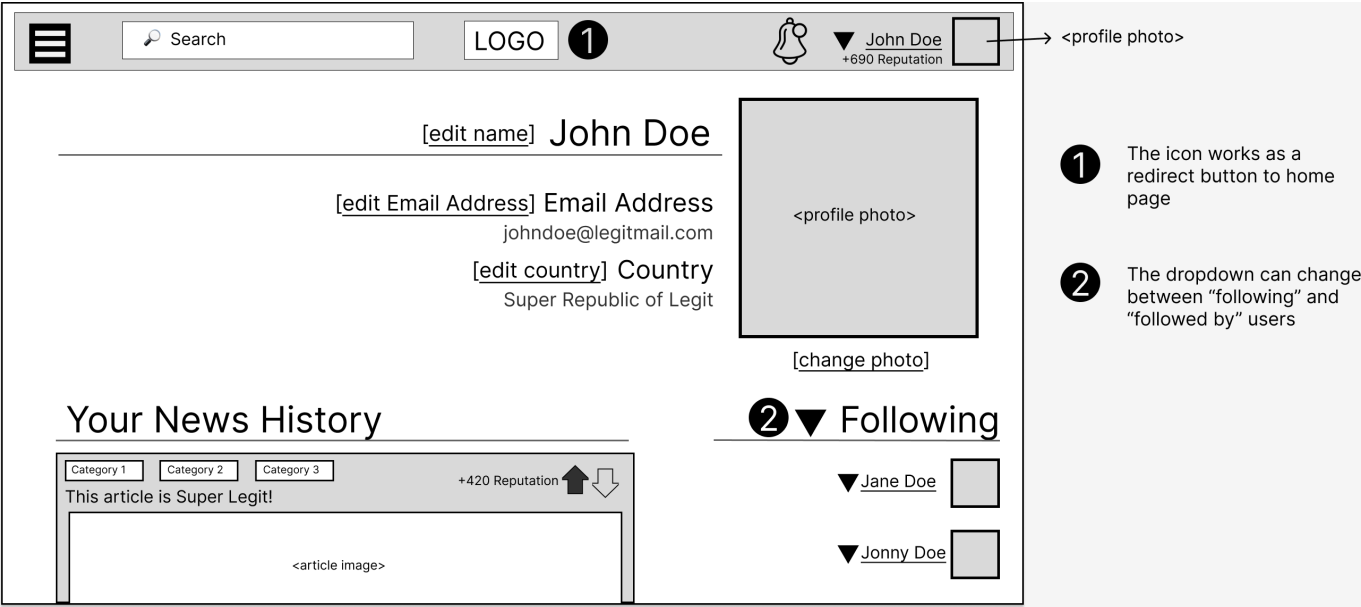 Search
LOGO
1
John Doe
+690 Reputation
<profile photo>
[edit name] John Doe
[edit Email Address] Email Address
johndoe@legitmail.com
[edit country] Country
Super Republic of Legit
<profile photo>
[change photo]
1
The icon works as a
redirect button to home
page
2
The dropdown can change
between “following” and
“followed by” users
Your News History
2 Following
Category 1
Category 2
Category 3
+420 Reputation
This article is Super Legit!
<article image>
Jane Doe
Jonny Doe